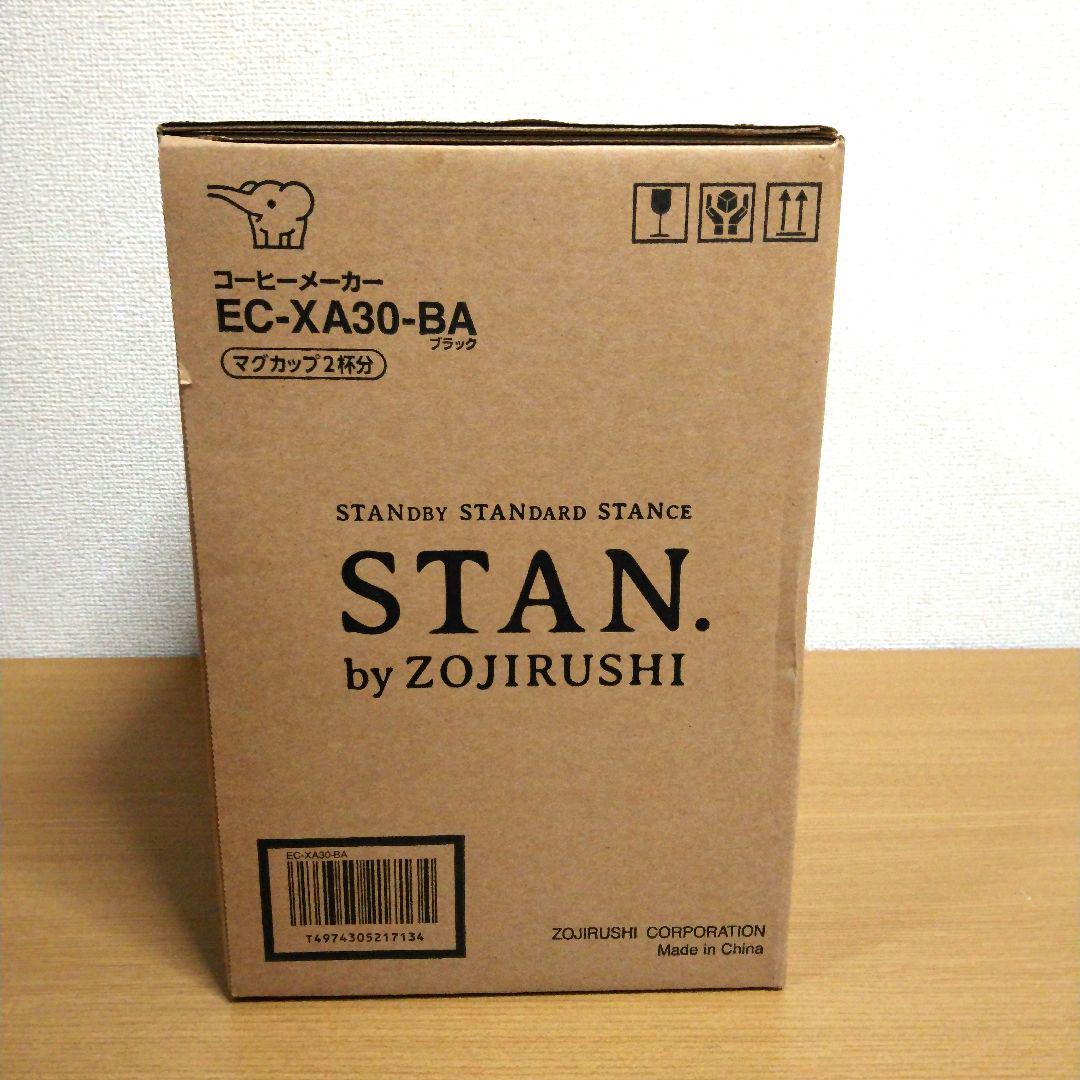 コーヒーメーカー
EC-XA30-BA
ブラック
マグカップ2杯分
STANDBY STANDARD STANCE
STAN.
by ZOJIRUSHI
EC-XA30-BA
T4974305217134
ZOJIRUSHI CORPORATION
Made in China